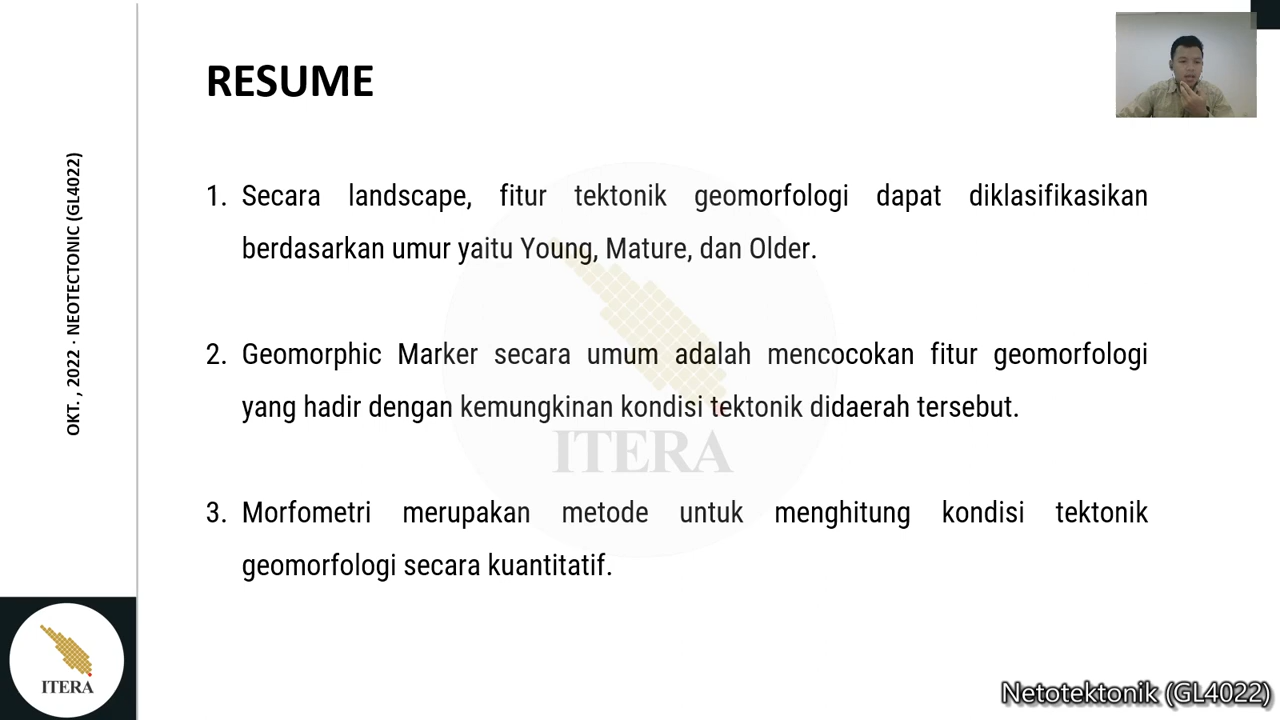 RESUME
OKT. , 2022 · NEOTECTONIC (GL4022)
1. Secara landscape, fitur tektonik geomorfologi dapat diklasifikasikan
berdasarkan umur yaitu Young, Mature, dan Older.
2. Geomorphic Marker secara umum adalah mencocokan fitur geomorfologi
yang hadir dengan kemungkinan kondisi tektonik didaerah tersebut.
ITERA
3. Morfometri merupakan metode untuk menghitung kondisi tektonik
geomorfologi secara kuantitatif.
ITERA
Netotektonik (GL4022)